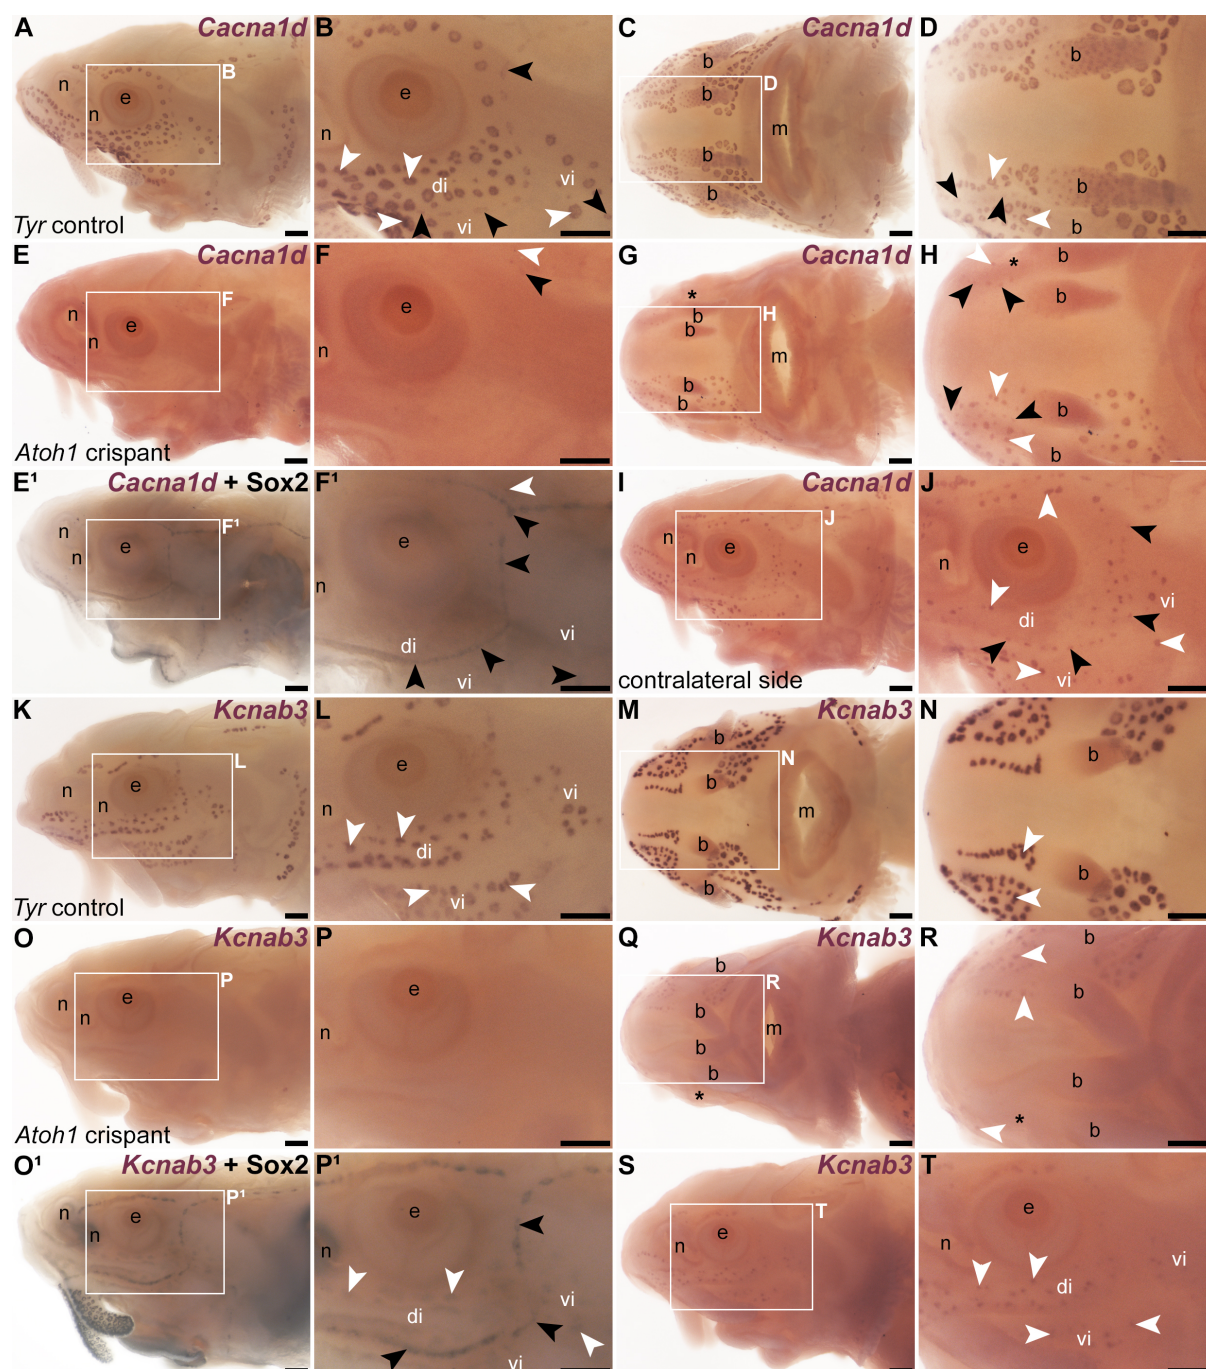 A Cacna1d B C Cacna1d D
n n e B
n e di vi vi
b b D m b b
b b b
Tyr control
E Cacna1d F G Cacna1d H
n n e F
n e
* b b H m b b
* b b b b
Atoh1 crispant
E¹ Cacna1d + Sox2 F¹ I Cacna1d J
n n e F¹
n e di vi vi
n n e J
n e di vi vi
contralateral side
K Kcnab3 L M Kcnab3 N
n n e L
n e di vi vi
b b N m b b
b b
Tyr control
O Kcnab3 P Q Kcnab3 R
n n e P
n e
b R b m b b *
b b b * b
Atoh1 crispant
O¹ Kcnab3 + Sox2 P¹ S Kcnab3 T
n n e P¹
n e di vi vi
n e T
n e di vi vi